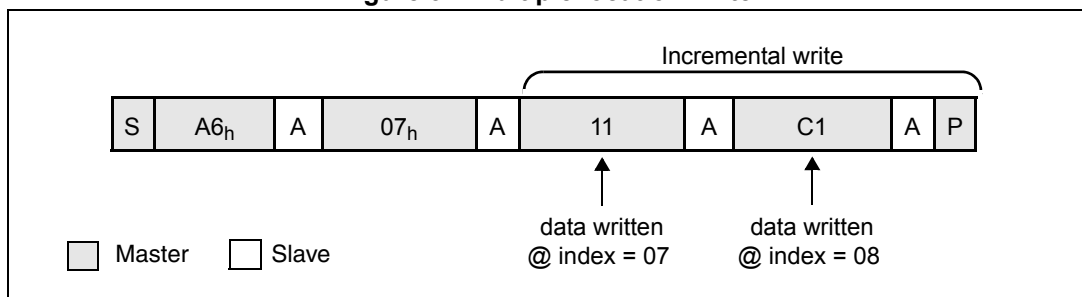 Incremental write
S A6h A 07h A 11 A C1 A P
data written @ index = 07
data written @ index = 08
Master Slave